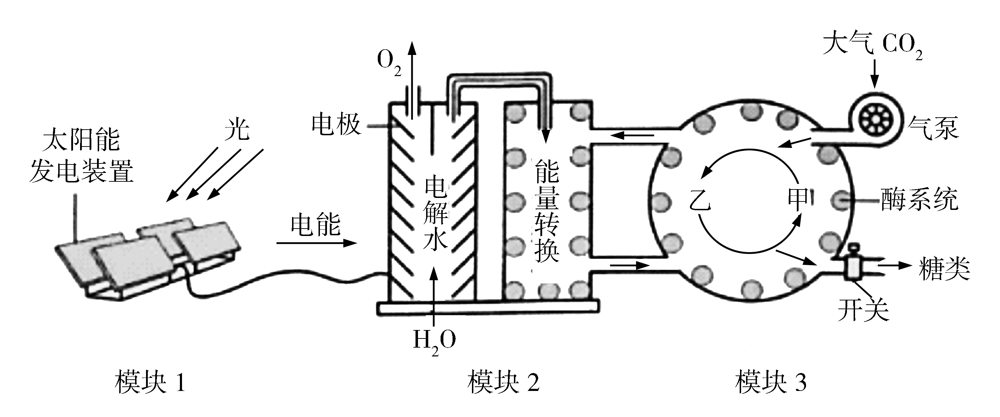 大气 CO₂
O₂
气泵
电极
光
太阳能
发电装置
电能
电解水
能量转换
乙
甲
酶系统
糖类
开关
H₂O
模块 1
模块 2
模块 3